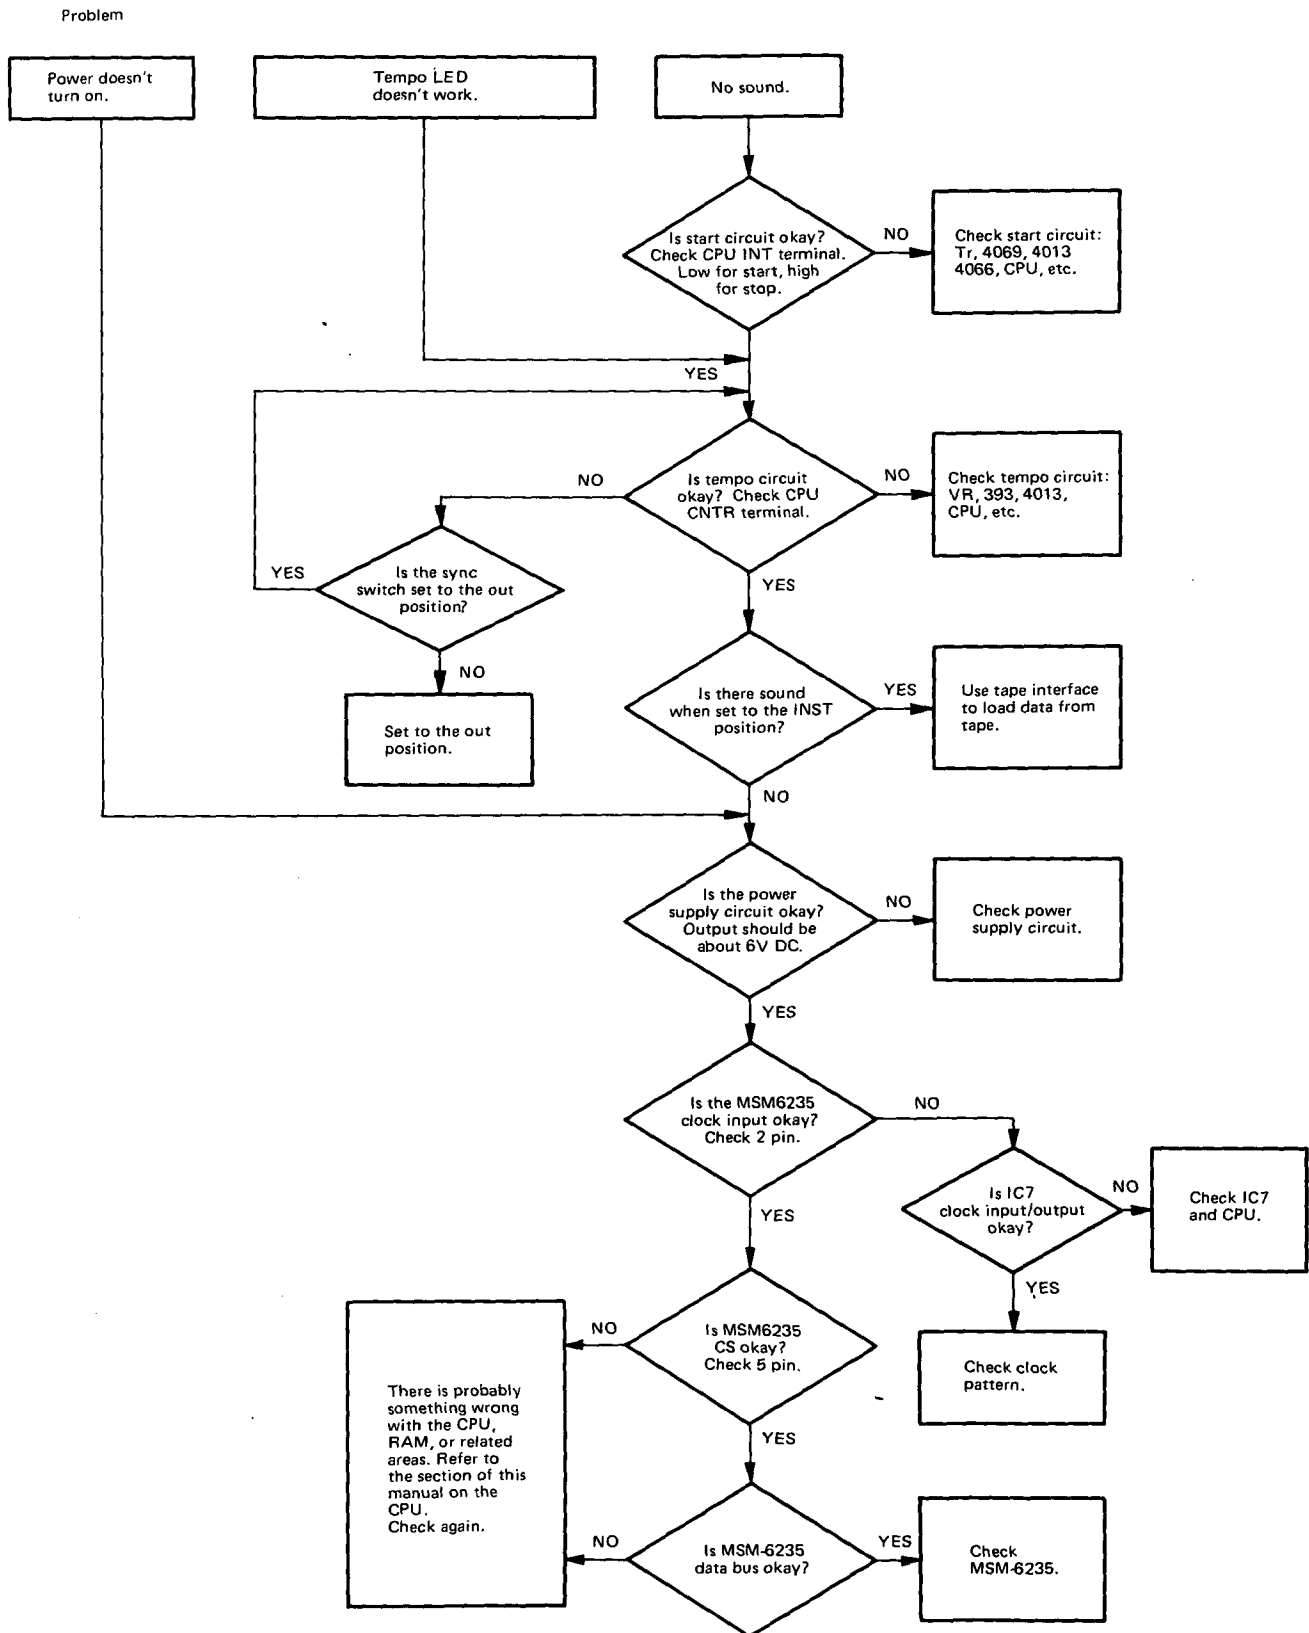 Problem
Power doesn't
turn on.
Tempo LED
doesn't work.
No sound.
Is start circuit okay?
Check CPU INT terminal.
Low for start, high
for stop.
NO
Check start circuit:
Tr, 4069, 4013
4066, CPU, etc.
YES
Is tempo circuit
okay? Check CPU
CNTR terminal.
NO
NO
Check tempo circuit:
VR, 393, 4013,
CPU, etc.
YES
Is the sync
switch set to the out
position?
YES
NO
Set to the out
position.
Is there sound
when set to the INST
position?
YES
Use tape interface
to load data from
tape.
NO
Is the power
supply circuit okay?
Output should be
about 6V DC.
NO
Check power
supply circuit.
YES
Is the MSM6235
clock input okay?
Check 2 pin.
NO
Is IC7
clock input/output
okay?
NO
Check IC7
and CPU.
YES
YES
Check clock
pattern.
Is MSM6235
CS okay?
Check 5 pin.
NO
There is probably
something wrong
with the CPU,
RAM, or related
areas. Refer to
the section of this
manual on the
CPU.
Check again.
YES
Is MSM-6235
data bus okay?
NO
YES
Check
MSM-6235.